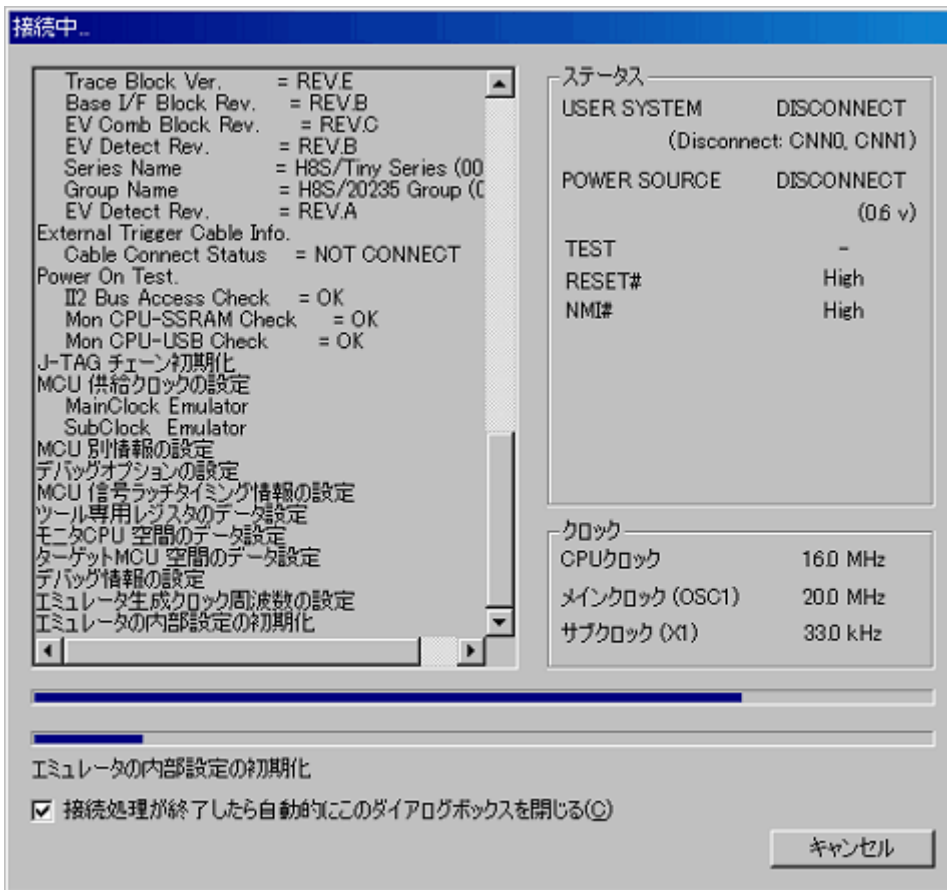 接続中...
Trace Block Ver. = REV.E
Base I/F Block Rev. = REV.B
EV Comb Block Rev. = REV.C
EV Detect Rev. = REV.B
Series Name = H8S/Tiny Series (00
Group Name = H8S/20235 Group (0
EV Detect Rev. = REV.A
External Trigger Cable Info.
Cable Connect Status = NOT CONNECT
Power On Test.
II2 Bus Access Check = OK
Mon CPU-SSRAM Check = OK
Mon CPU-USB Check = OK
J-TAG チェーン初期化
MCU 供給クロックの設定
MainClock Emulator
SubClock Emulator
MCU 別情報の設定
デバッグオプションの設定
MCU 信号ラッチタイミング情報の設定
ツール専用レジスタのデータ設定
モニタCPU 空間のデータ設定
ターゲットMCU 空間のデータ設定
デバッグ情報の設定
エミュレータ生成クロック周波数の設定
エミュレータの内部設定の初期化
ステータス
USER SYSTEM DISCONNECT
(Disconnect: CNN0, CNN1)
POWER SOURCE DISCONNECT
(0.6 v)
TEST -
RESET# High
NMI# High
クロック
CPUクロック 16.0 MHz
メインクロック (OSC1) 20.0 MHz
サブクロック (X1) 33.0 kHz
エミュレータの内部設定の初期化
接続処理が終了したら自動的にこのダイアログボックスを閉じる(C)
キャンセル